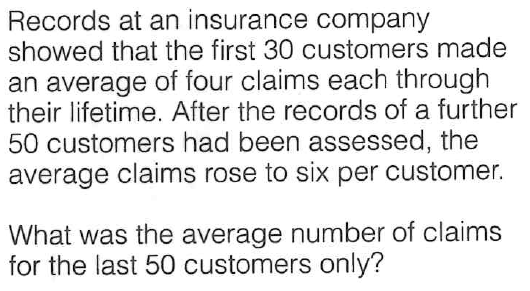 Records at an insurance company
showed that the first 30 customers made
an average of four claims each through
their lifetime. After the records of a further
50 customers had been assessed, the
average claims rose to six per customer.
What was the average number of claims
for the last 50 customers only?